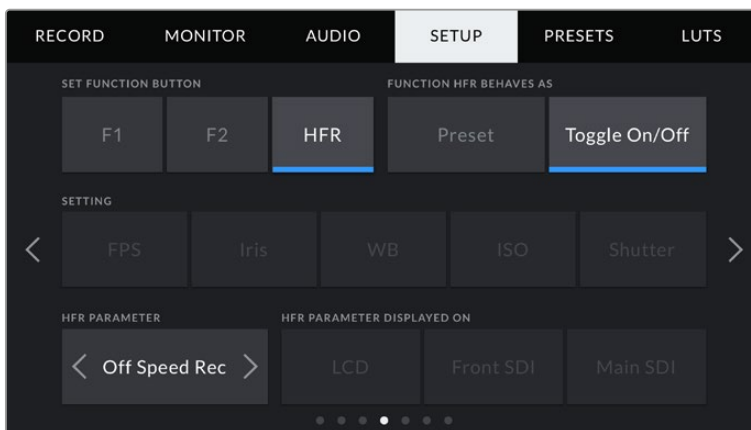 RECORD MONITOR AUDIO SETUP PRESETS LUTS
SET FUNCTION BUTTON FUNCTION HFR BEHAVES AS
F1 F2 HFR Preset Toggle On/Off
SETTING
FPS Iris WB ISO Shutter
HFR PARAMETER HFR PARAMETER DISPLAYED ON
Off Speed Rec LCD Front SDI Main SDI